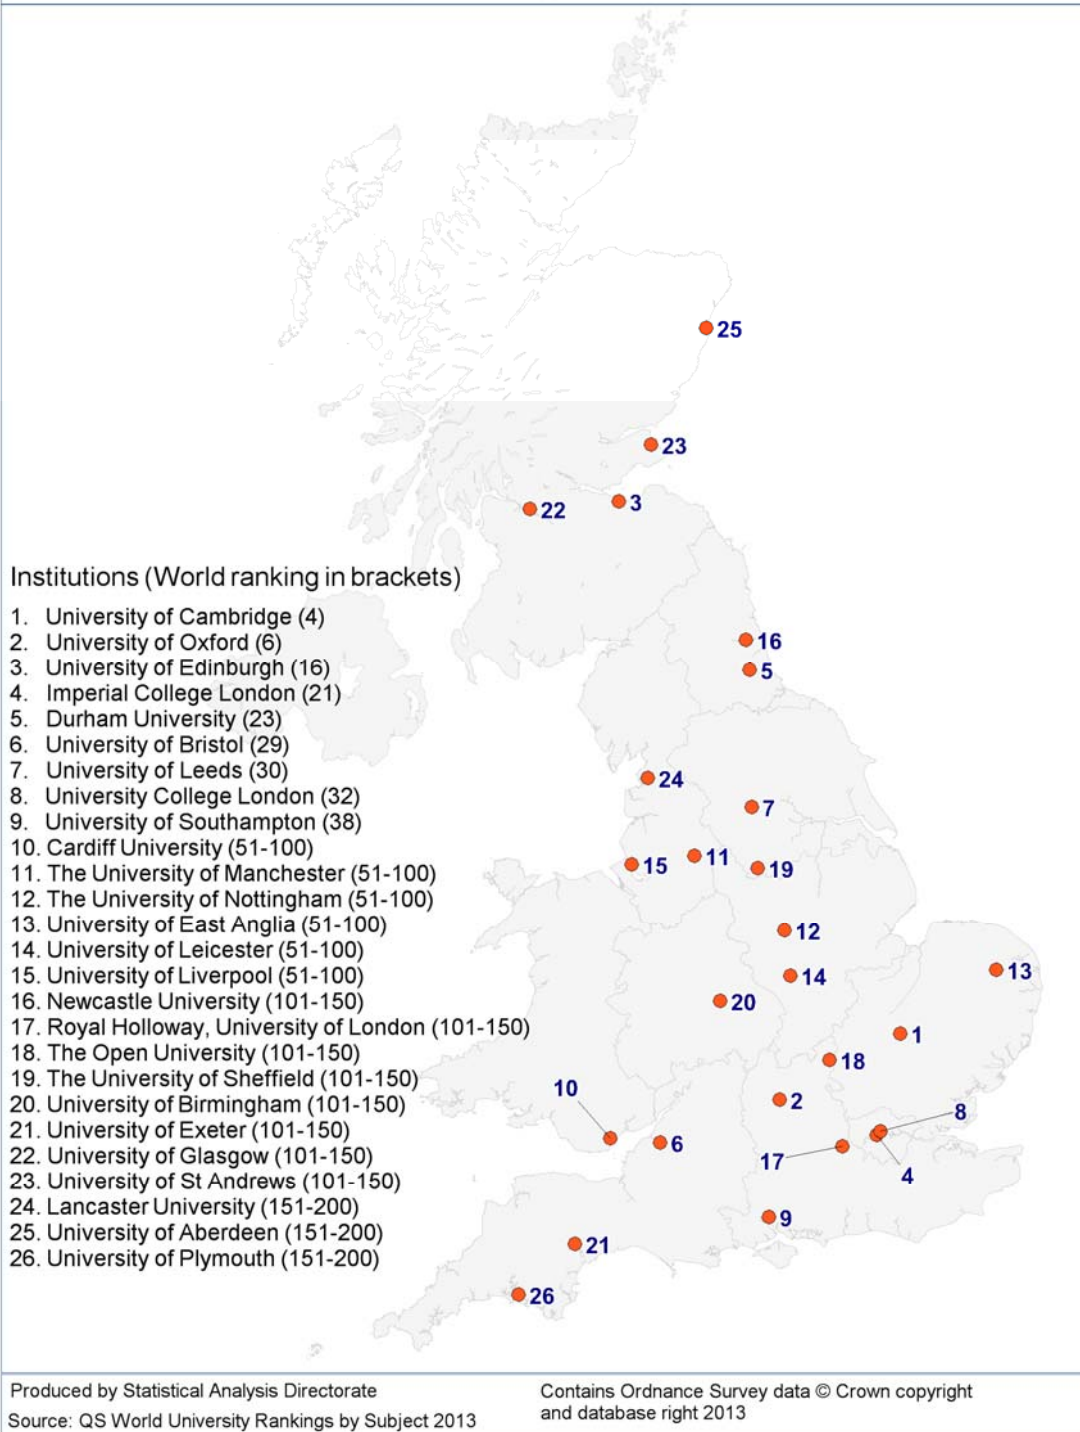 25
23
3
22
Institutions (World ranking in brackets)
1. University of Cambridge (4)
2. University of Oxford (6)
3. University of Edinburgh (16)
4. Imperial College London (21)
5. Durham University (23)
6. University of Bristol (29)
7. University of Leeds (30)
8. University College London (32)
9. University of Southampton (38)
10. Cardiff University (51-100)
11. The University of Manchester (51-100)
12. The University of Nottingham (51-100)
13. University of East Anglia (51-100)
14. University of Leicester (51-100)
15. University of Liverpool (51-100)
16. Newcastle University (101-150)
17. Royal Holloway, University of London (101-150)
18. The Open University (101-150)
19. The University of Sheffield (101-150)
20. University of Birmingham (101-150)
21. University of Exeter (101-150)
22. University of Glasgow (101-150)
23. University of St Andrews (101-150)
24. Lancaster University (151-200)
25. University of Aberdeen (151-200)
26. University of Plymouth (151-200)
16
5
24
7
11
15
19
12
13
14
20
1
18
10
2
8
6
17
4
9
21
26
Produced by Statistical Analysis Directorate
Source: QS World University Rankings by Subject 2013
Contains Ordnance Survey data © Crown copyright
and database right 2013